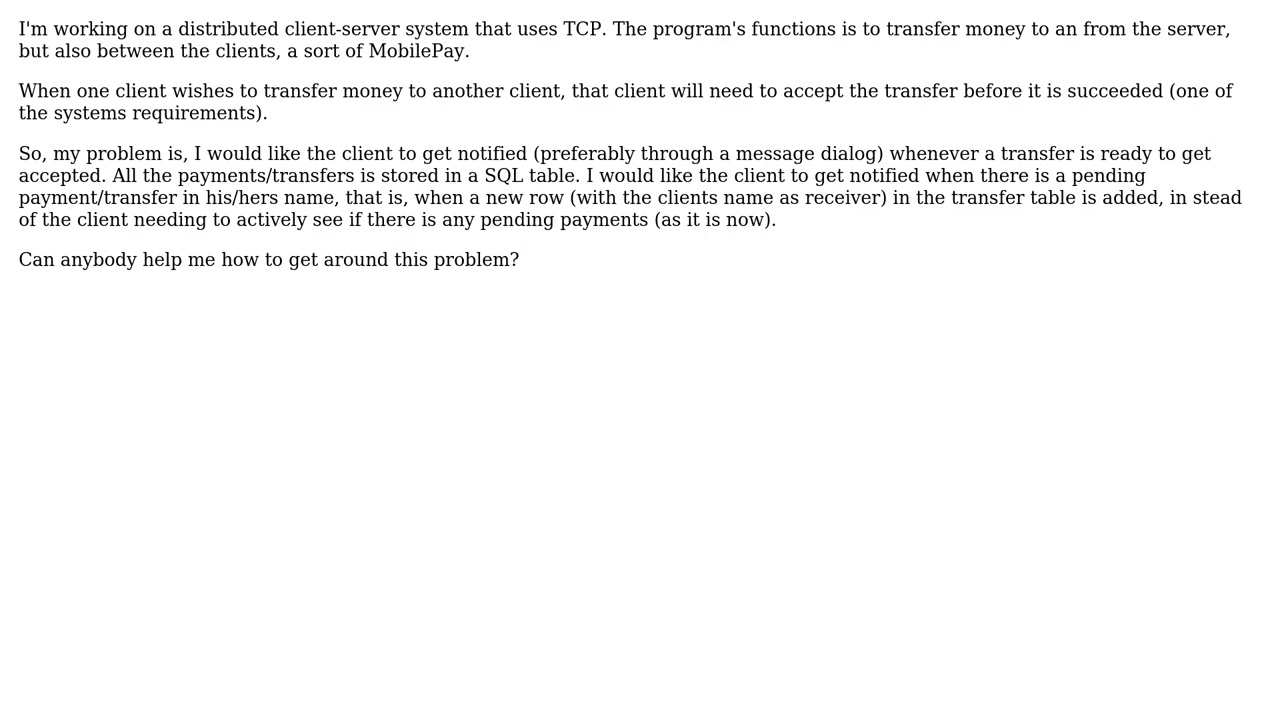 I'm working on a distributed client-server system that uses TCP. The program's functions is to transfer money to an from the server,
but also between the clients, a sort of MobilePay.
When one client wishes to transfer money to another client, that client will need to accept the transfer before it is succeeded (one of
the systems requirements).
So, my problem is, I would like the client to get notified (preferably through a message dialog) whenever a transfer is ready to get
accepted. All the payments/transfers is stored in a SQL table. I would like the client to get notified when there is a pending
payment/transfer in his/hers name, that is, when a new row (with the clients name as receiver) in the transfer table is added, in stead
of the client needing to actively see if there is any pending payments (as it is now).
Can anybody help me how to get around this problem?